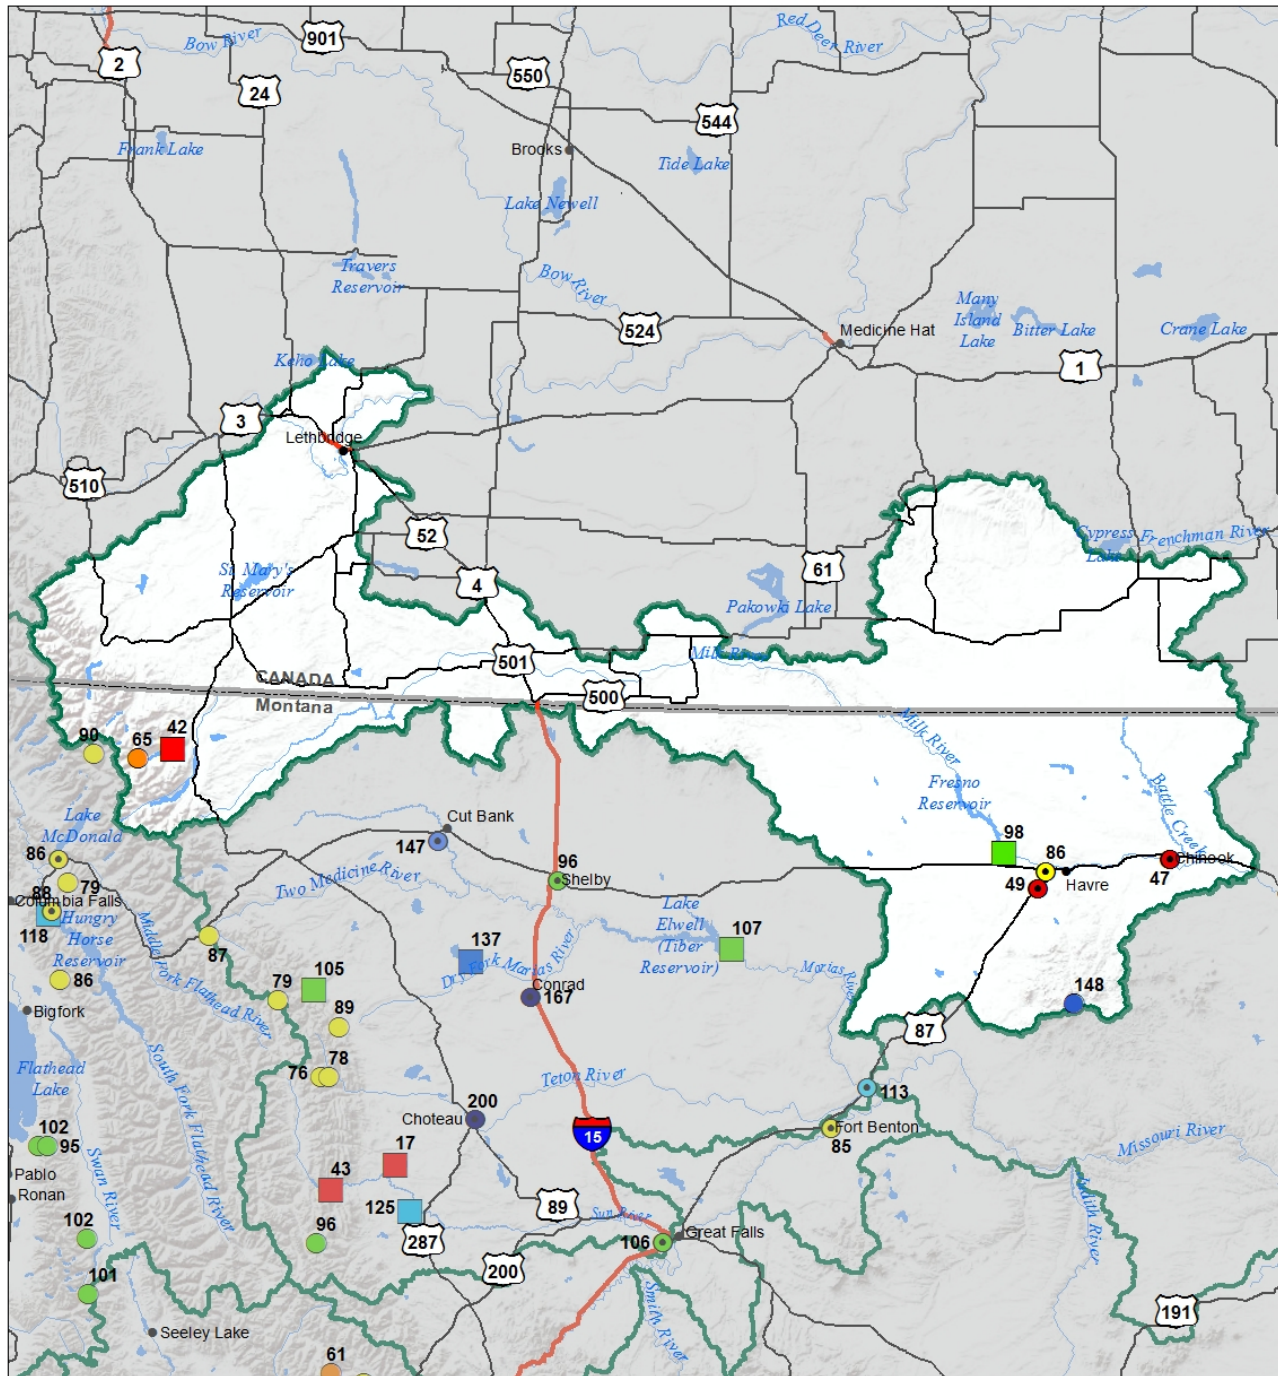 Bow River
901
Red Deer River
2
550
24
544
Frank Lake
Brooks
Tide Lake
Lake Newell
Travers
Reservoir
Bow River
Many
Island
Lake
Bitter Lake
Crane Lake
524
Medicine Hat
Keho Lake
1
3
Lethbridge
510
52
Cypress
Lake
Frenchman River
St Mary's
Reservoir
4
61
Pakowki Lake
501
Milk River
CANADA
Montana
500
90
65
42
Milk River
Fresno
Reservoir
Battle Creek
Lake
McDonald
Cut Bank
147
98
86
Chinook
47
86
96
Shelby
49
Havre
79
Two Medicine River
88
Columbia Falls
118
Hungry
Horse
Reservoir
Middle Fork Flathead River
87
Lake
Elwell
(Tiber
Reservoir)
107
137
Dry Fork Marias River
Marias River
105
86
79
Conrad
167
148
Bigfork
89
87
South Fork Flathead River
Flathead
Lake
76
78
Teton River
113
Choteau
200
15
Fort Benton
85
102
95
Missouri River
Swan River
17
Pablo
43
Ronan
125
89
Sun River
Judith River
102
96
287
106
Great Falls
200
101
Smith River
191
Seeley Lake
61